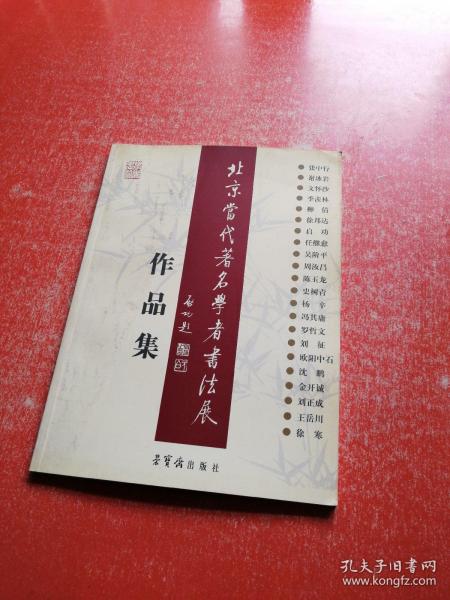 北京當代著名學者書法展
启功題
作品集
张中行
谢冰岩
文怀沙
季羡林
柳倩
徐邦达
启功
任继愈
吴阶平
周汝昌
陈玉龙
史树青
杨辛
冯其庸
罗哲文
刘征
欧阳中石
沈鹏
金开诚
刘正成
王岳川
徐寒
荣宝斋出版社
孔夫子旧书网
www.kongfz.com